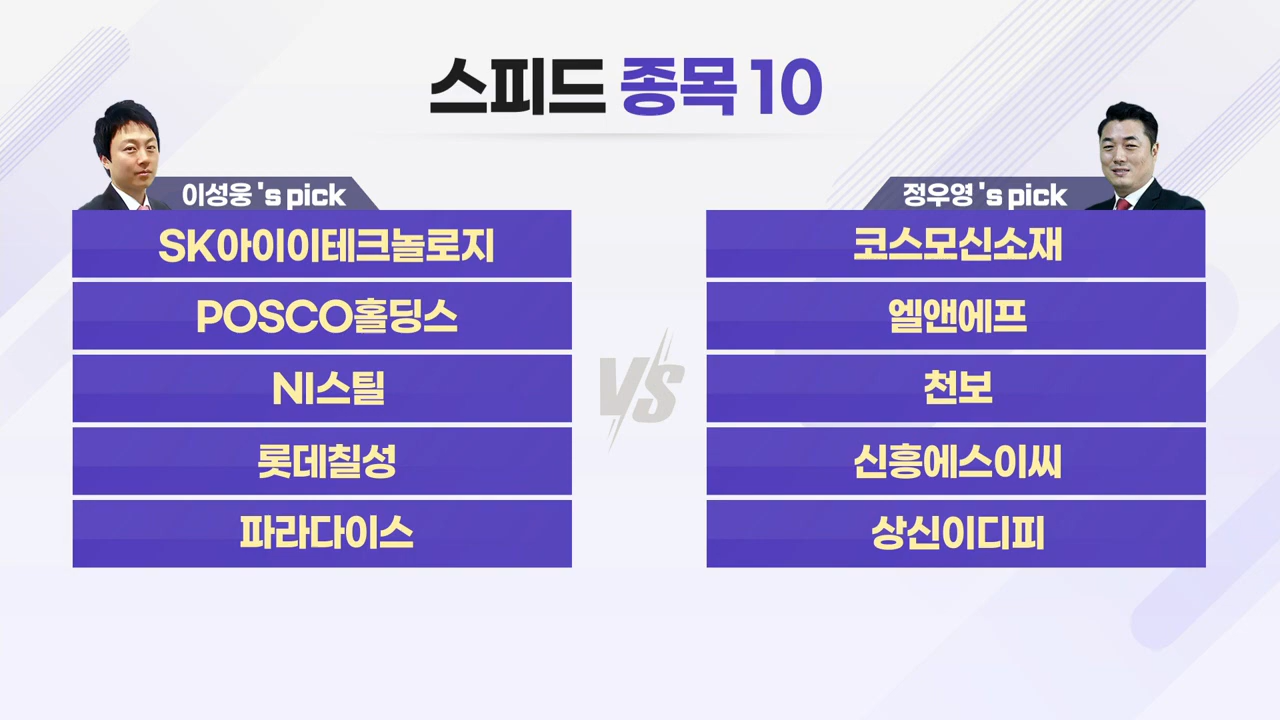 스피드 종목 10
이성웅 's pick
SK아이이테크놀로지
POSCO홀딩스
NI스틸
롯데칠성
파라다이스
VS
정우영 's pick
코스모신소재
엘앤에프
천보
신흥에스이씨
상신이디피